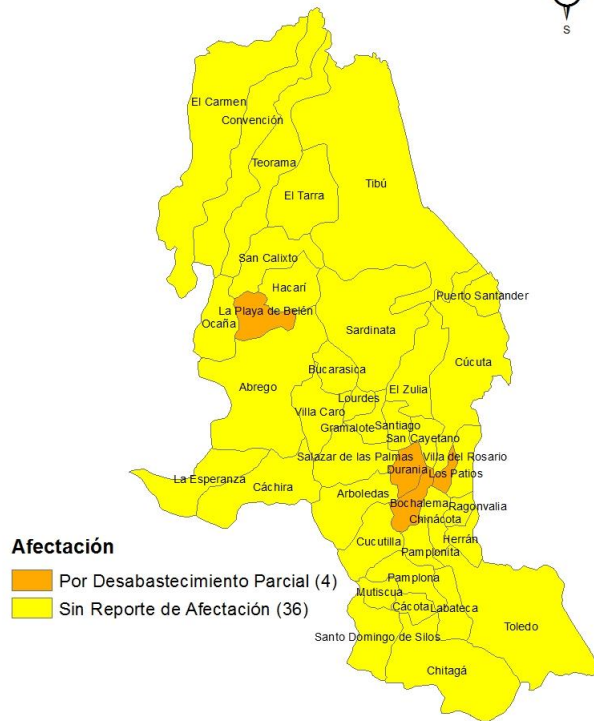 S
El Carmen
Convención
Teorama
El Tarra
Tibú
San Calixto
Hacarí
Puerto Santander
La Playa de Belén
Ocaña
Sardinata
Cúcuta
Bucarasica
Abrego
El Zulia
Lourdes
Villa Caro
Gramalote
Santiago
San Cayetano
Salazar de las Palmas
Villa del Rosario
Durania
Los Patios
La Esperanza
Cáchira
Arboledas
Bochalema
Ragonvalia
Chinácota
Herrán
Cucutilla
Pamplonita
Afectación
Por Desabastecimiento Parcial (4)
Sin Reporte de Afectación (36)
Pamplona
Mutiscua
Cácota
Labateca
Toledo
Santo Domingo de Silos
Chitagá